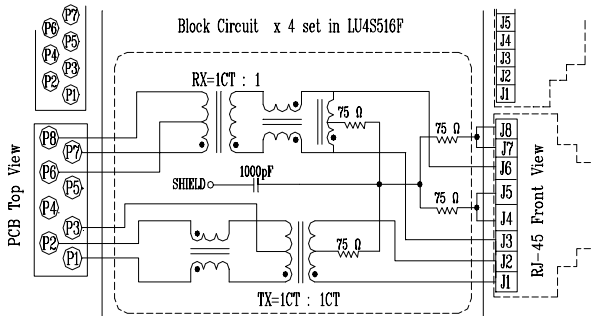 Block Circuit x 4 set in LU4S516F
P7
P6
P5
P4
P3
P2
P1
J5
J4
J3
J2
J1
RX=1CT : 1
75 Ω
75 Ω
1000pF
SHIELD
75 Ω
75 Ω
TX=1CT : 1CT
PCB Top View
P8
P7
P6
P5
P4
P3
P2
P1
J8
J7
J6
J5
J4
J3
J2
J1
RJ-45 Front View